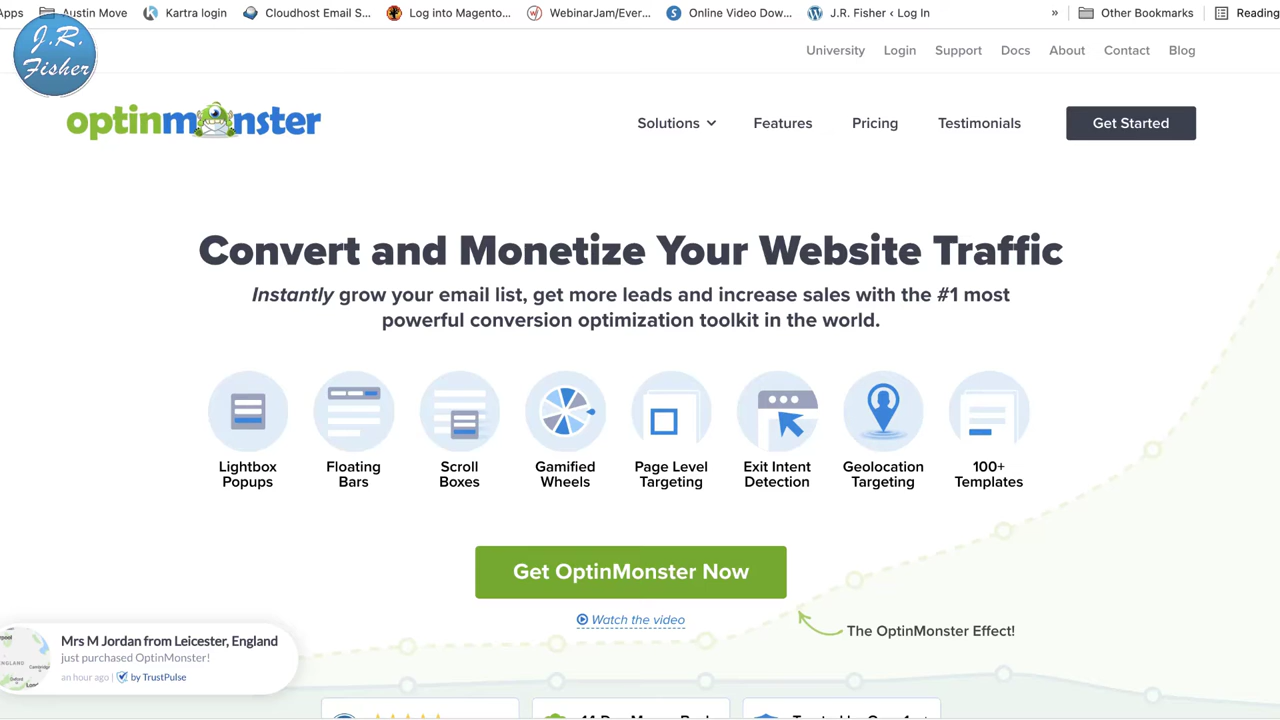 Apps
Austin Move
Kartra login
Cloudhost Email S...
Log into Magento...
WebinarJam/Ever...
Online Video Dow...
J.R. Fisher ‹ Log In
»
Other Bookmarks
Reading
J.R.
Fisher
University
Login
Support
Docs
About
Contact
Blog
optinmonster
Solutions
Features
Pricing
Testimonials
Get Started
Convert and Monetize Your Website Traffic
Instantly grow your email list, get more leads and increase sales with the #1 most
powerful conversion optimization toolkit in the world.
Lightbox
Popups
Floating
Bars
Scroll
Boxes
Gamified
Wheels
Page Level
Targeting
Exit Intent
Detection
Geolocation
Targeting
100+
Templates
Get OptinMonster Now
Watch the video
The OptinMonster Effect!
Mrs M Jordan from Leicester, England
just purchased OptinMonster!
an hour ago | by TrustPulse